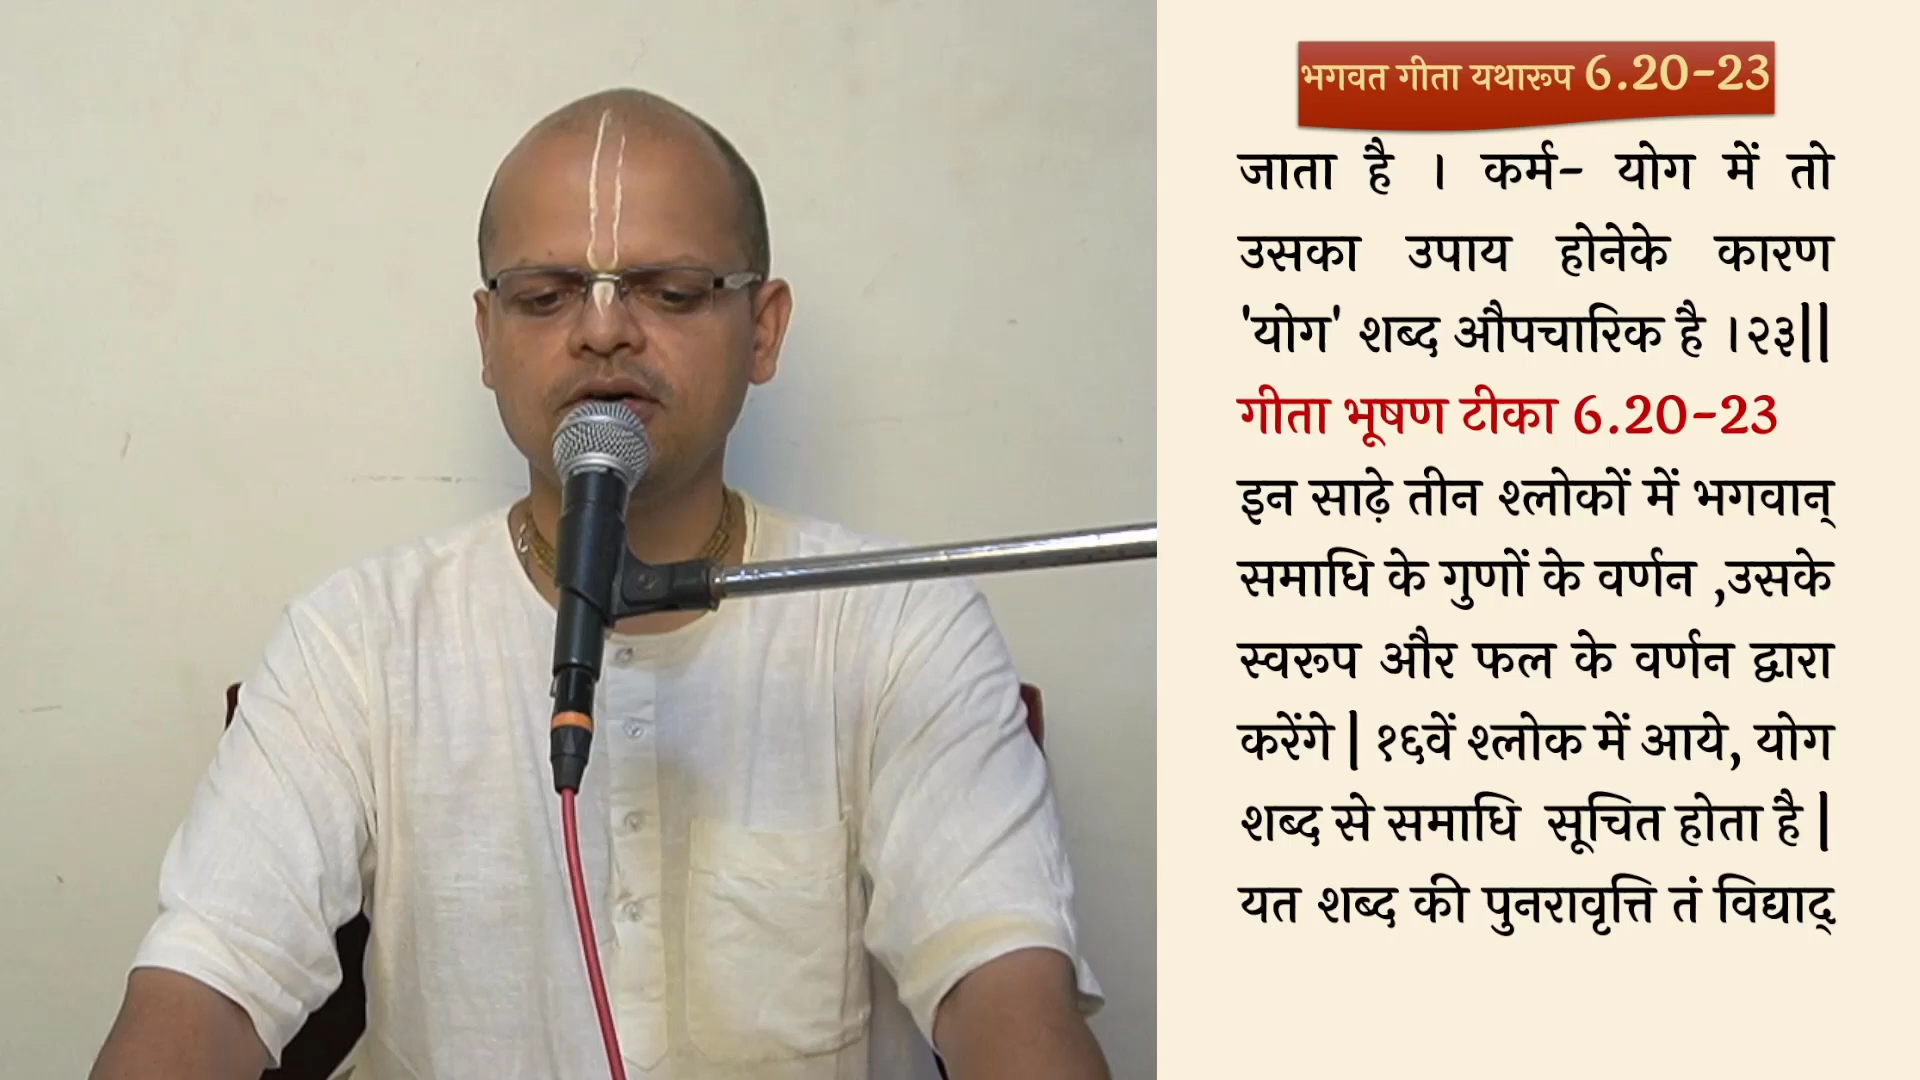 भगवत गीता यथारूप 6.20-23
जाता है । कर्म- योग में तो
उसका उपाय होनेके कारण
'योग' शब्द औपचारिक है ।२३||
गीता भूषण टीका 6.20-23
इन साढ़े तीन श्लोकों में भगवान्
समाधि के गुणों के वर्णन ,उसके
स्वरूप और फल के वर्णन द्वारा
करेंगे | १६वें श्लोक में आये, योग
शब्द से समाधि सूचित होता है |
यत शब्द की पुनरावृत्ति तं विद्याद्